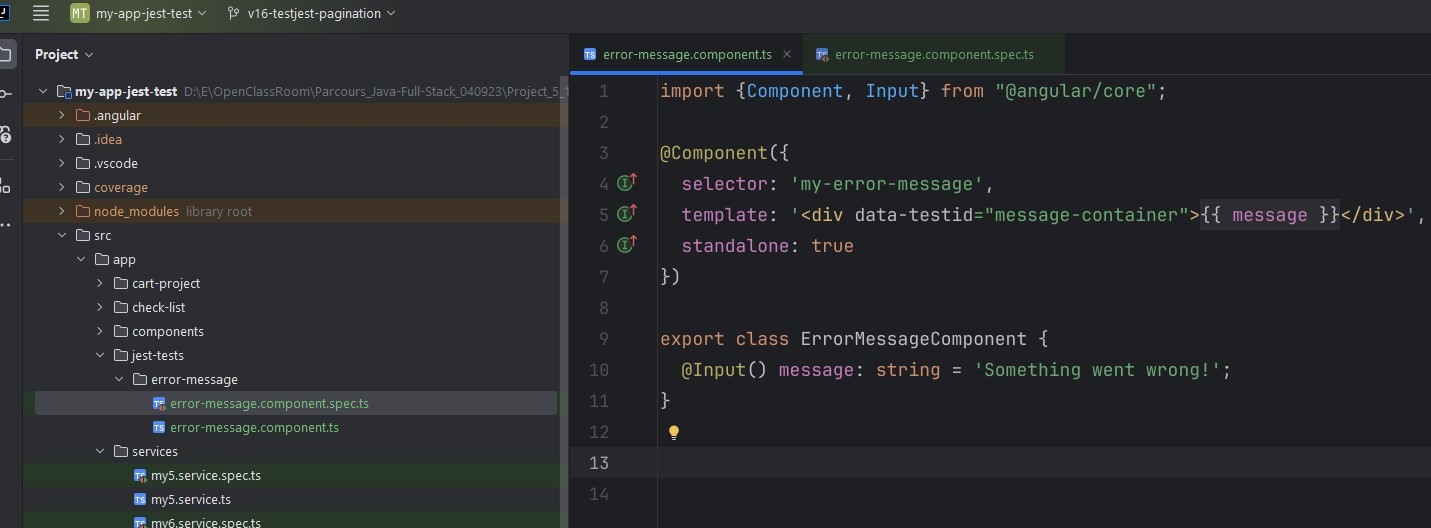 MT my-app-jest-test v16-testjest-pagination
Project
my-app-jest-test D:\E\OpenClassRoom\Parcours_Java-Full-Stack_040923\Project_5_1
.angular
.idea
.vscode
coverage
node_modules library root
src
app
cart-project
check-list
components
jest-tests
error-message
error-message.component.spec.ts
error-message.component.ts
services
my5.service.spec.ts
my5.service.ts
my6.service.spec.ts
error-message.component.ts error-message.component.spec.ts
1 import {Component, Input} from "@angular/core";
2
3 @Component({
4 selector: 'my-error-message',
5 template: '<div data-testid="message-container">{{ message }}</div>',
6 standalone: true
7 })
8
9 export class ErrorMessageComponent {
10 @Input() message: string = 'Something went wrong!';
11 }
12
13
14